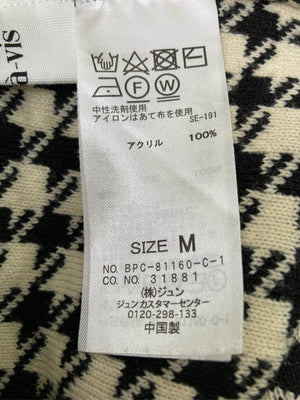 à-vis
F W
中性洗剤使用
アイロンはあて布を使用
SE-191
アクリル 100%
SIZE M
NO. BPC-81160-C-1
CO NO. 31881
(株)ジュン
ジュンカスタマーセンター
0120-298-133
中国製